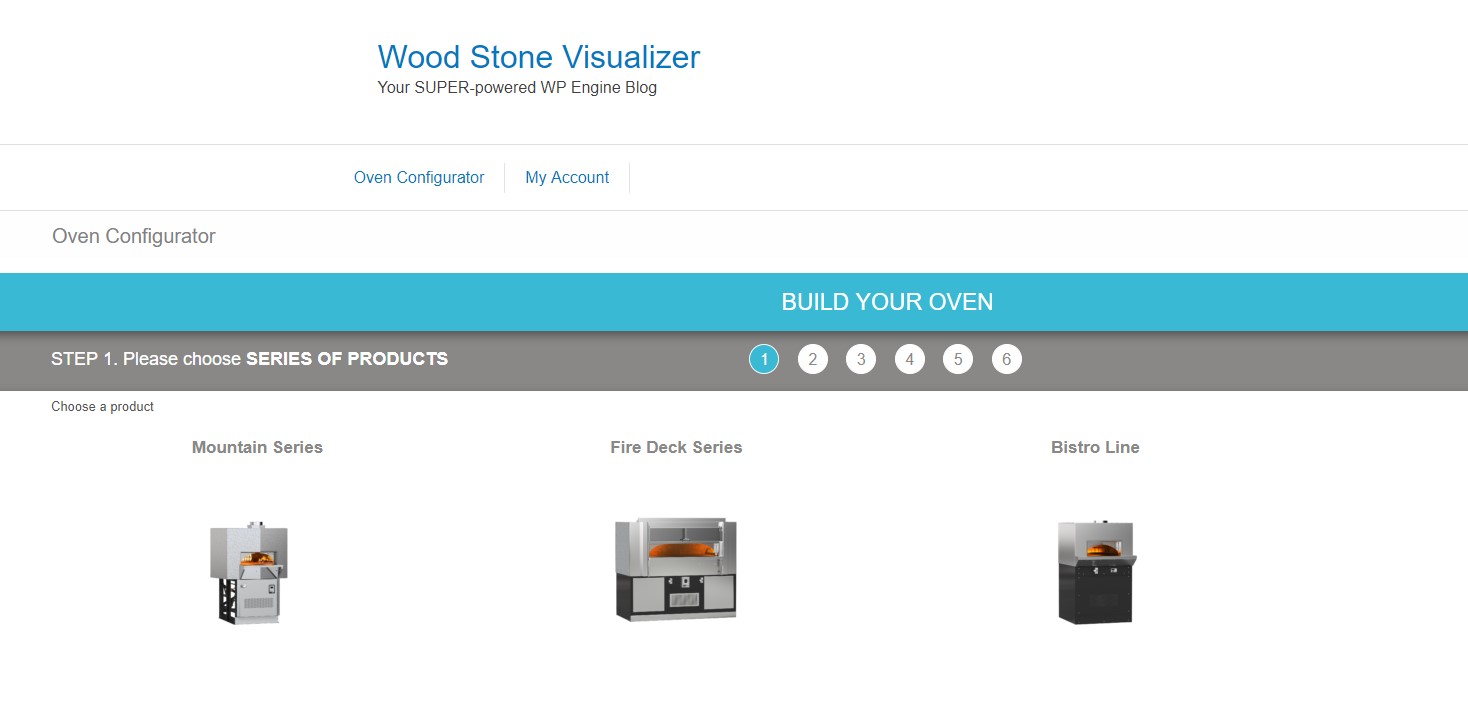 Wood Stone Visualizer
Your SUPER-powered WP Engine Blog
Oven Configurator
My Account
Oven Configurator
BUILD YOUR OVEN
STEP 1. Please choose SERIES OF PRODUCTS
1 2 3 4 5 6
Choose a product
Mountain Series
Fire Deck Series
Bistro Line